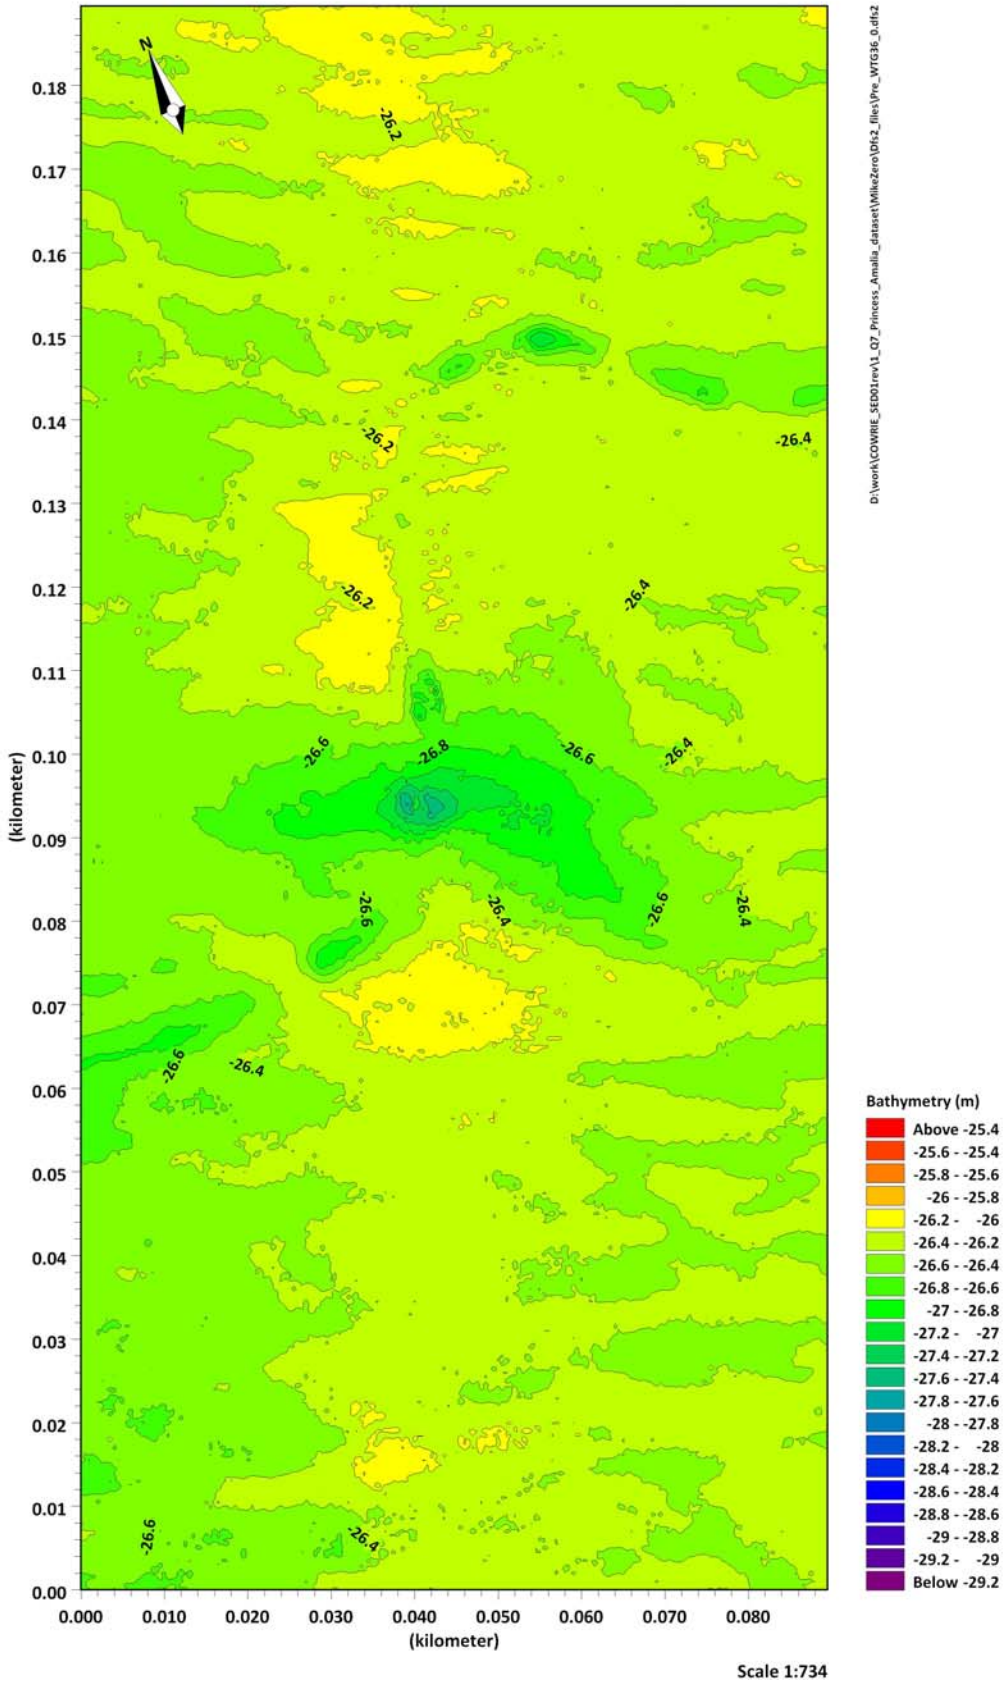 N
0.18
0.17
0.16
0.15
0.14
0.13
0.12
0.11
0.10
0.09
0.08
0.07
0.06
0.05
0.04
0.03
0.02
0.01
0.00
(kilometer)
0.000 0.010 0.020 0.030 0.040 0.050 0.060 0.070 0.080
(kilometer)
Scale 1:734
-26.2
-26.2
-26.4
-26.2
-26.4
-26.6
-26.8
-26.6
-26.4
-26.6
-26.4
-26.6
-26.4
-26.6
-26.4
-26.6
-26.4
D:\work\COWRIE_SED01rev\1_Q7_Princess_Amalia_dataset\MikeZero\Dfs2_files\Pre_WTG36_0.dfs2
Bathymetry (m)
Above -25.4
-25.6 - -25.4
-25.8 - -25.6
-26 - -25.8
-26.2 - -26
-26.4 - -26.2
-26.6 - -26.4
-26.8 - -26.6
-27 - -26.8
-27.2 - -27
-27.4 - -27.2
-27.6 - -27.4
-27.8 - -27.6
-28 - -27.8
-28.2 - -28
-28.4 - -28.2
-28.6 - -28.4
-28.8 - -28.6
-29 - -28.8
-29.2 - -29
Below -29.2